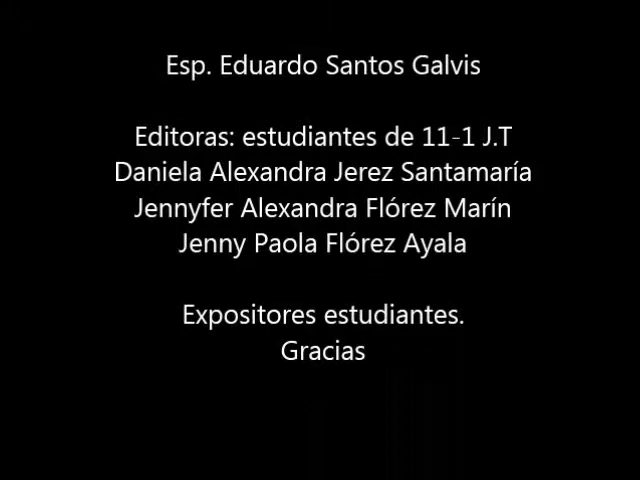 Esp. Eduardo Santos Galvis
Editoras: estudiantes de 11-1 J.T
Daniela Alexandra Jerez Santamaría
Jennyfer Alexandra Flórez Marín
Jenny Paola Flórez Ayala
Expositores estudiantes.
Gracias